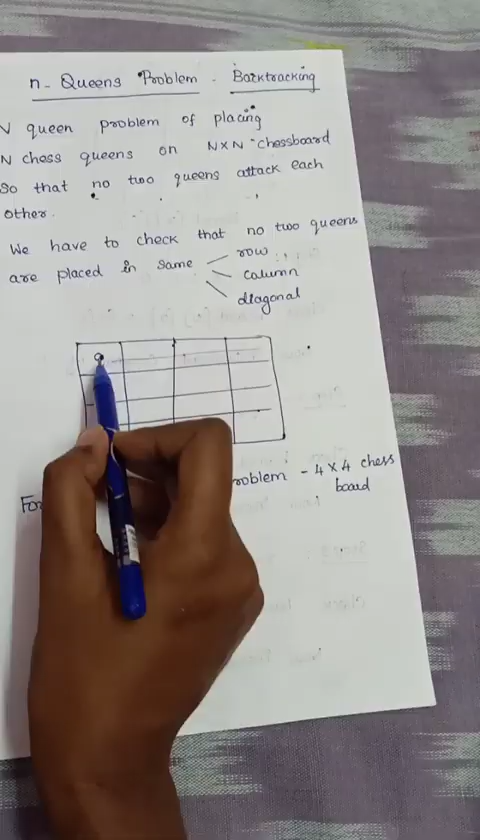 n- Queens Problem - Backtracking
N queen problem of placing
N chess queens on N×N chessboard
So that no two queens attack each
other.
We have to check that no two queens
are placed in same row
column
diagonal
For
roblem - 4×4 chess
board